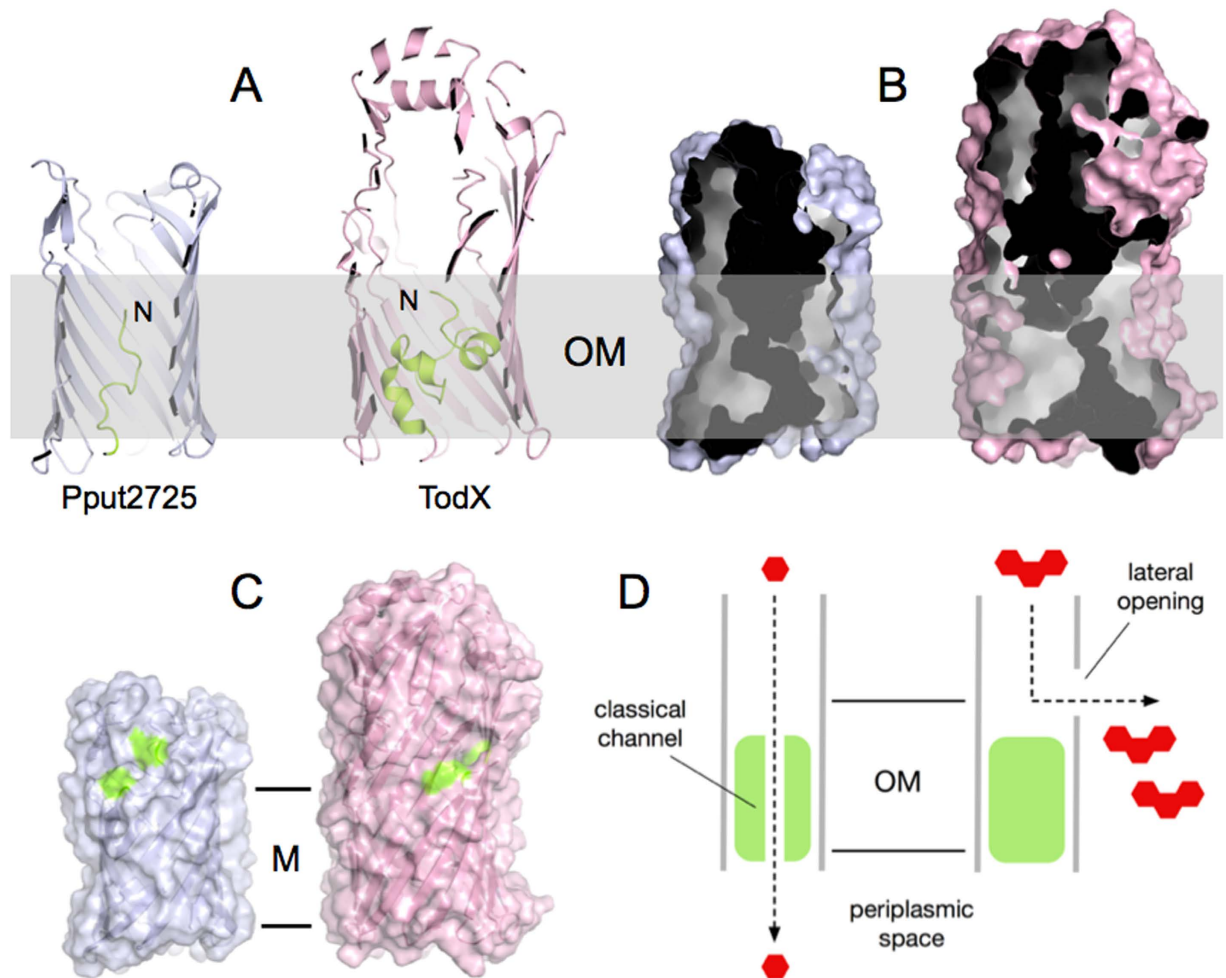 A
B
N
N
OM
Pput2725
TodX
C
D
M
lateral
opening
classical
channel
OM
periplasmic
space